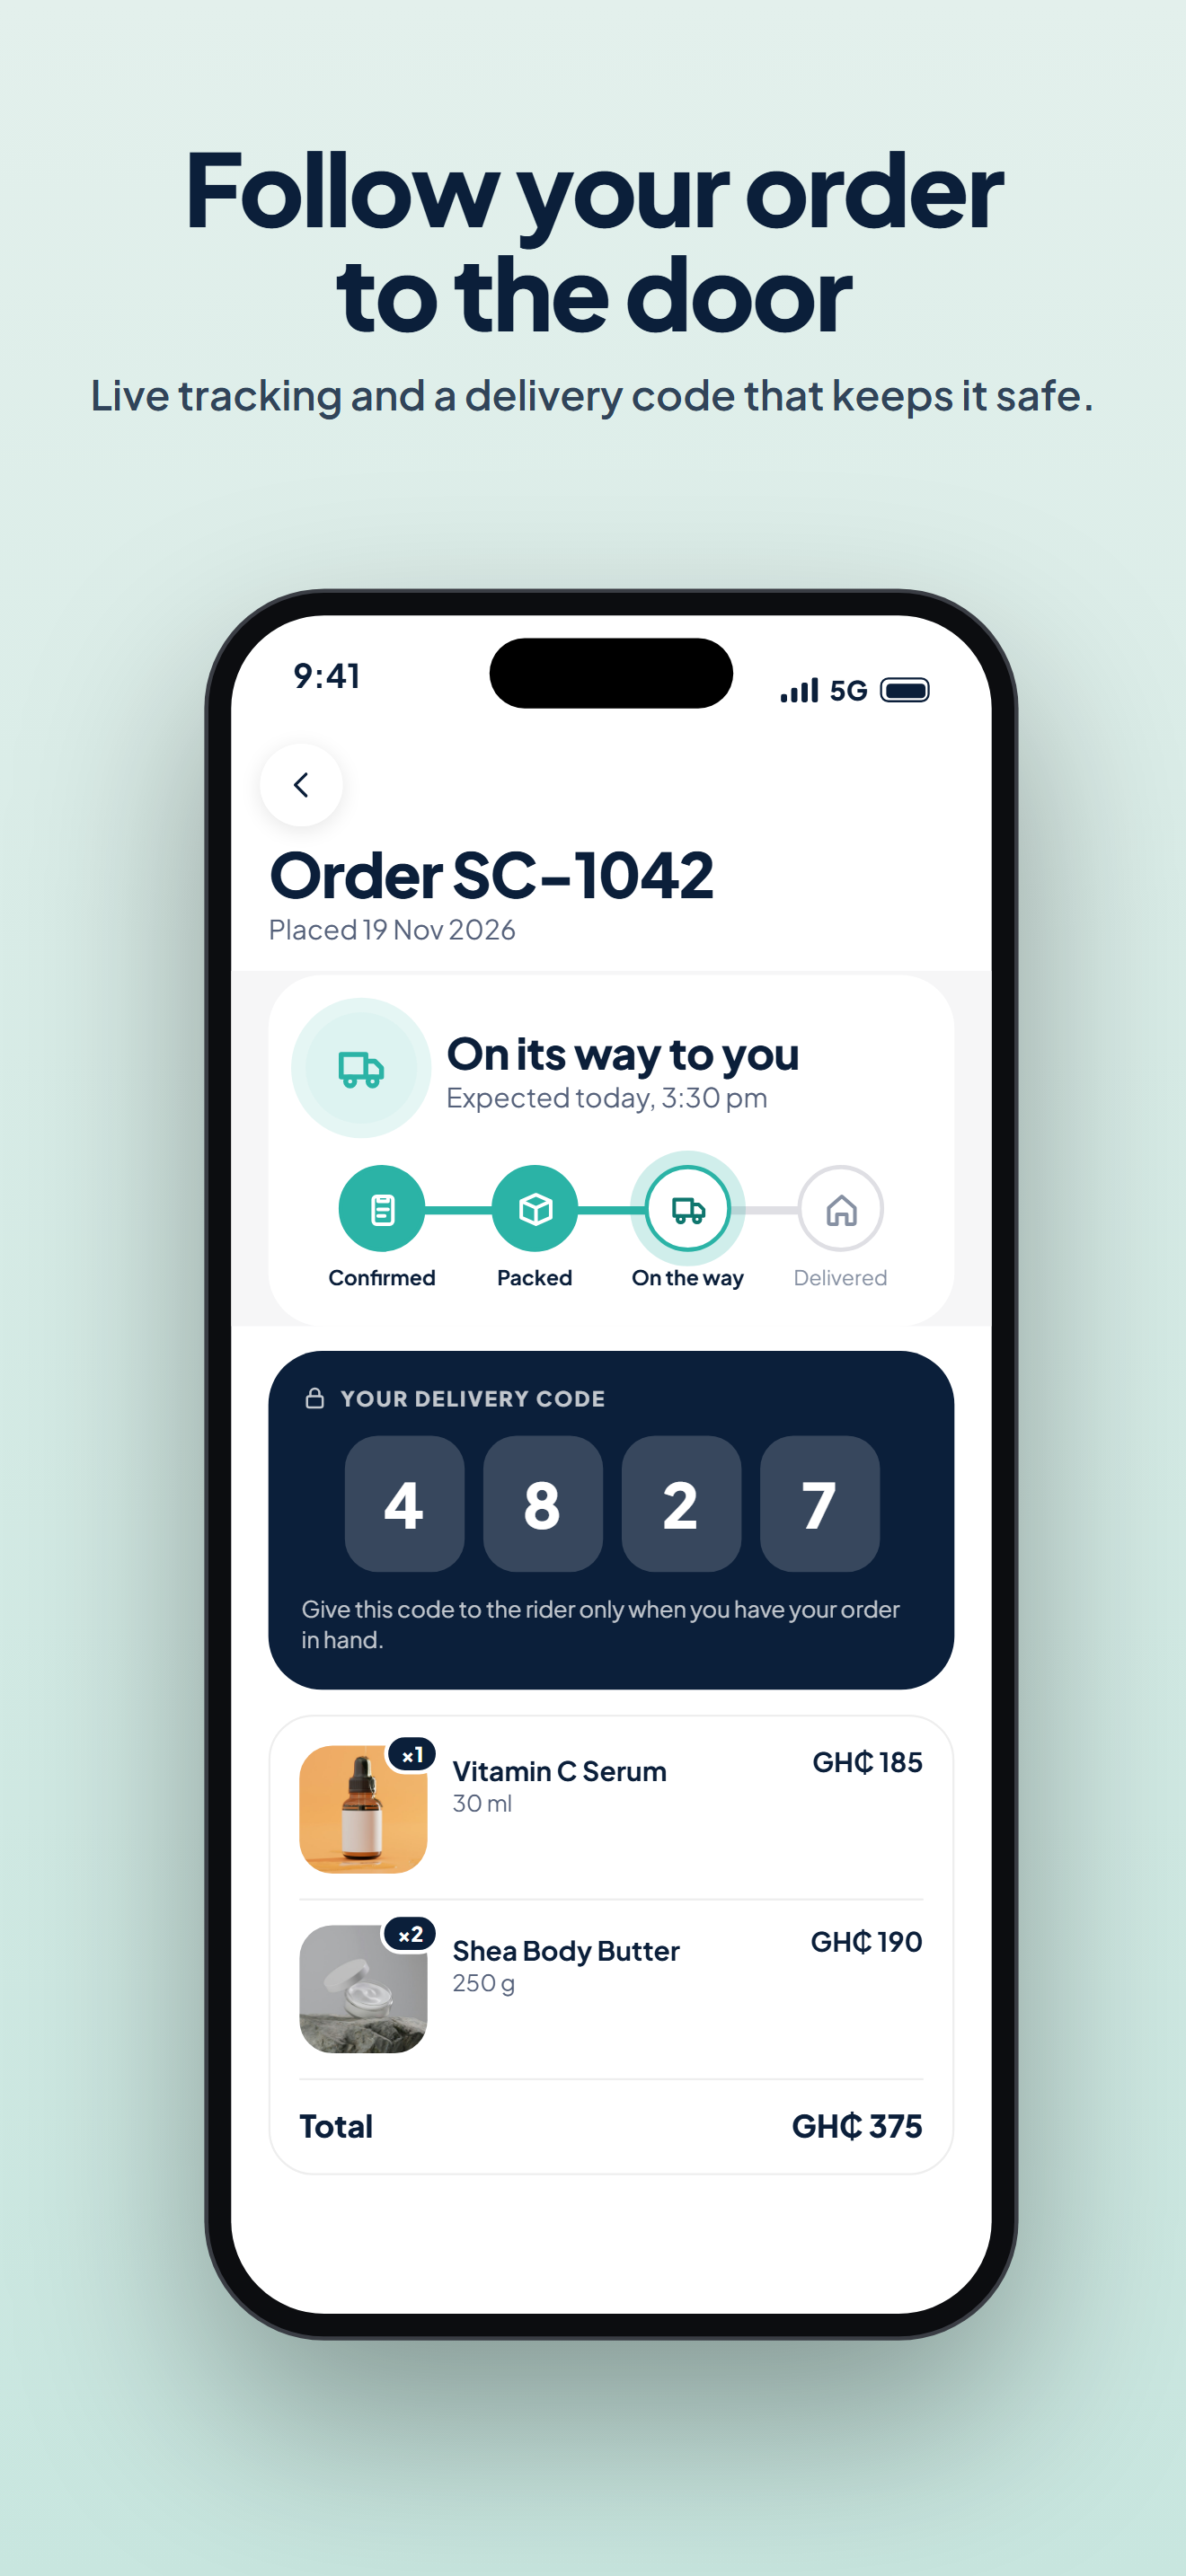 Follow your order
to the door
Live tracking and a delivery code that keeps it safe.
9:41
5G
Order SC-1042
Placed 19 Nov 2026
On its way to you
Expected today, 3:30 pm
Confirmed
Packed
On the way
Delivered
YOUR DELIVERY CODE
4 8 2 7
Give this code to the rider only when you have your order
in hand.
×1
Vitamin C Serum
GH₵ 185
30 ml
×2
Shea Body Butter
GH₵ 190
250 g
Total
GH₵ 375